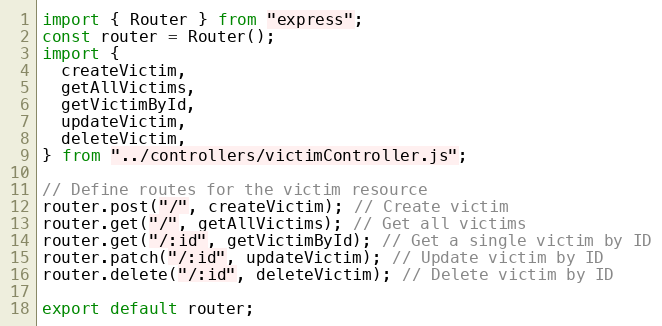 1 import { Router } from "express";
2 const router = Router();
3 import {
4   createVictim,
5   getAllVictims,
6   getVictimById,
7   updateVictim,
8   deleteVictim,
9 } from "../controllers/victimController.js";
10
11 // Define routes for the victim resource
12 router.post("/", createVictim); // Create victim
13 router.get("/", getAllVictims); // Get all victims
14 router.get("/:id", getVictimById); // Get a single victim by ID
15 router.patch("/:id", updateVictim); // Update victim by ID
16 router.delete("/:id", deleteVictim); // Delete victim by ID
17
18 export default router;